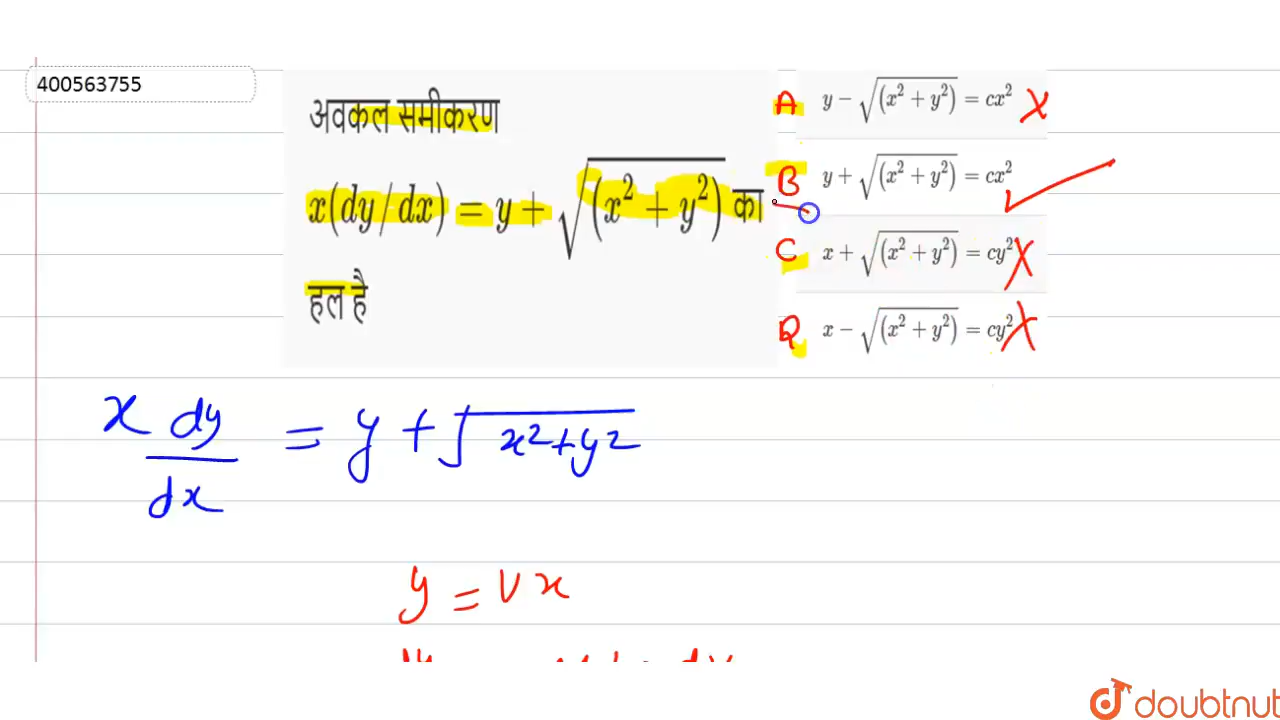 400563755
अवकल समीकरण
x(dy/dx) = y + √(x² + y²) का
हल है
A y − √(x² + y²) = cx² X
B y + √(x² + y²) = cx² ✓
C x + √(x² + y²) = cy² X
D x − √(x² + y²) = cy² X
x dy/dx = y + √x²+y²
y = vx
doubtnut